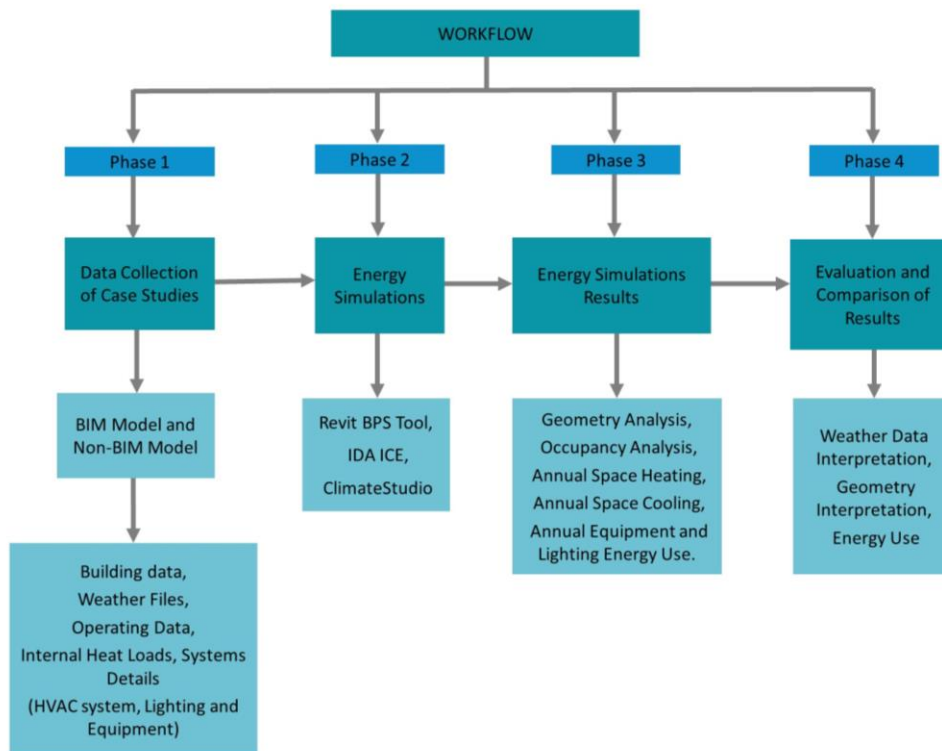 WORKFLOW
Phase 1
Phase 2
Phase 3
Phase 4
Data Collection
of Case Studies
Energy
Simulations
Energy Simulations
Results
Evaluation and
Comparison of
Results
BIM Model and
Non-BIM Model
Revit BPS Tool,
IDA ICE,
ClimateStudio
Geometry Analysis,
Occupancy Analysis,
Annual Space Heating,
Annual Space Cooling,
Annual Equipment and
Lighting Energy Use.
Weather Data
Interpretation,
Geometry
Interpretation,
Energy Use
Building data,
Weather Files,
Operating Data,
Internal Heat Loads, Systems
Details
(HVAC system, Lighting and
Equipment)